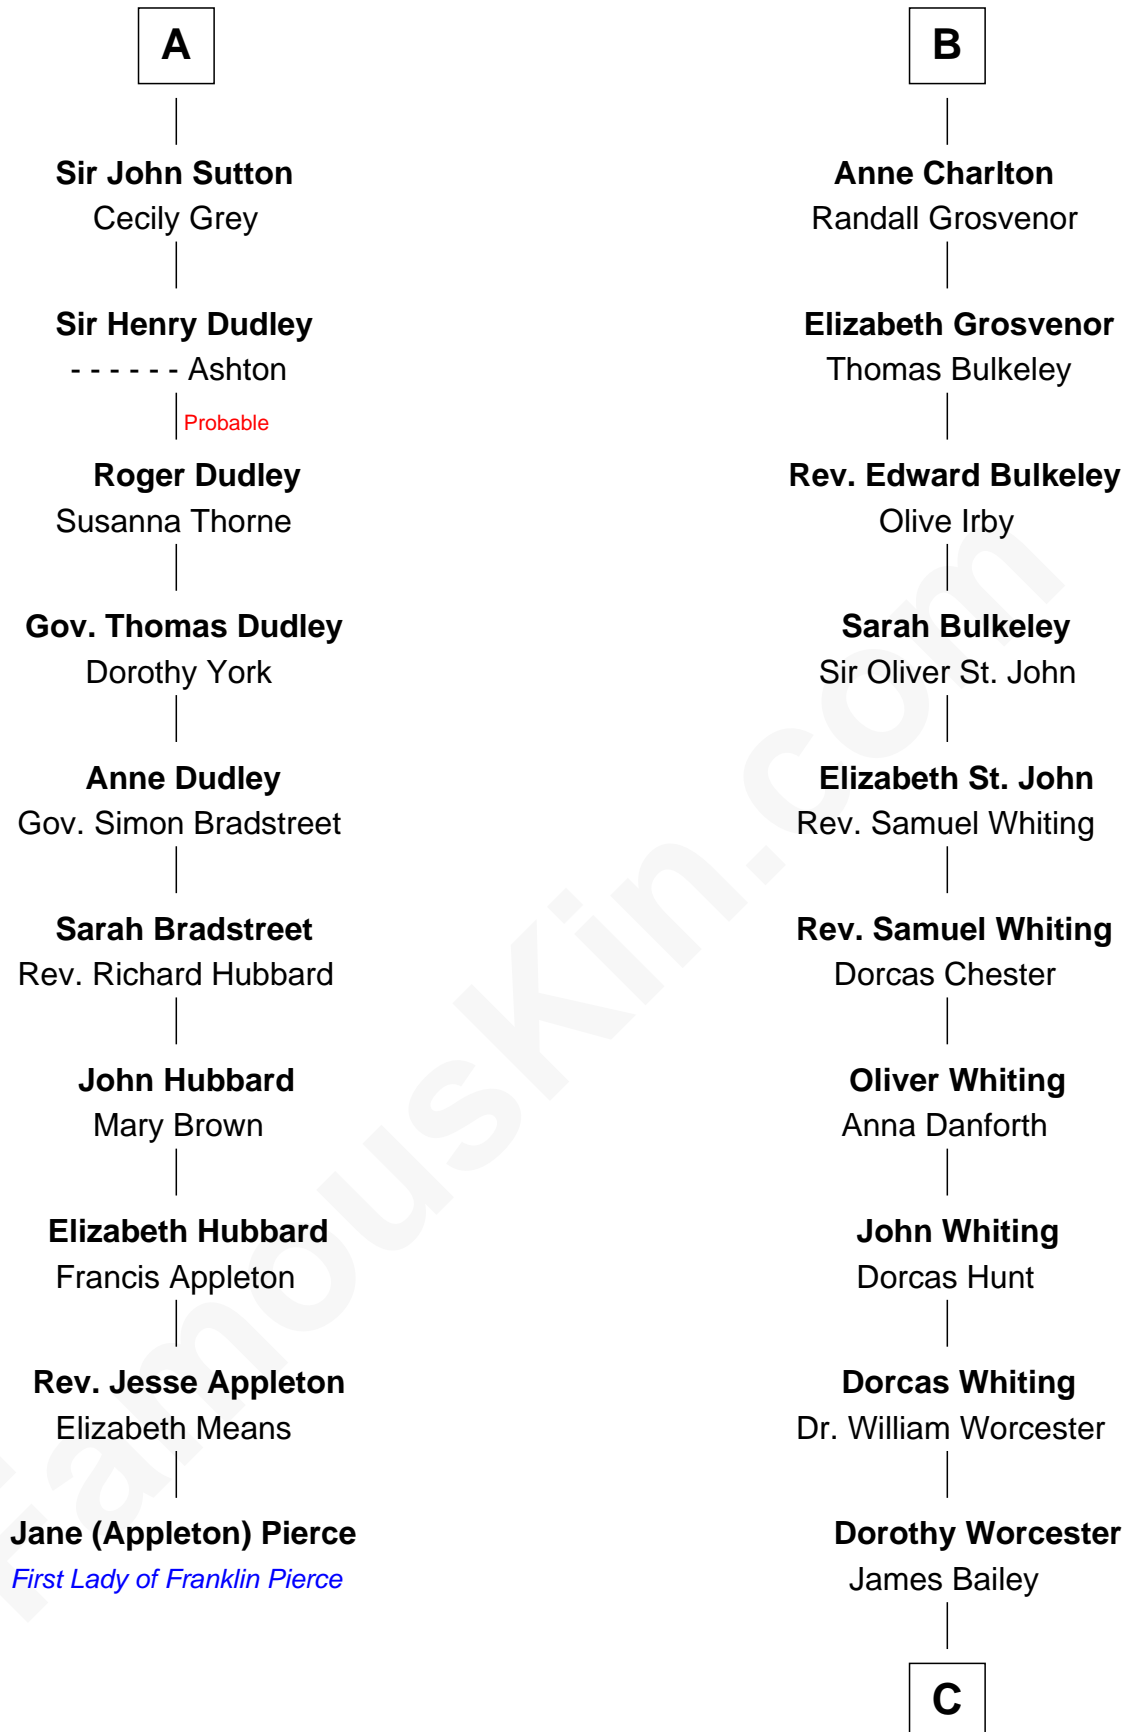 A
Sir John Sutton
Cecily Grey
Sir Henry Dudley
- - - - - - Ashton
Probable
Roger Dudley
Susanna Thorne
Gov. Thomas Dudley
Dorothy York
Anne Dudley
Gov. Simon Bradstreet
Sarah Bradstreet
Rev. Richard Hubbard
John Hubbard
Mary Brown
Elizabeth Hubbard
Francis Appleton
Rev. Jesse Appleton
Elizabeth Means
Jane (Appleton) Pierce
First Lady of Franklin Pierce
B
Anne Charlton
Randall Grosvenor
Elizabeth Grosvenor
Thomas Bulkeley
Rev. Edward Bulkeley
Olive Irby
Sarah Bulkeley
Sir Oliver St. John
Elizabeth St. John
Rev. Samuel Whiting
Rev. Samuel Whiting
Dorcas Chester
Oliver Whiting
Anna Danforth
John Whiting
Dorcas Hunt
Dorcas Whiting
Dr. William Worcester
Dorothy Worcester
James Bailey
C
FamousKin.com